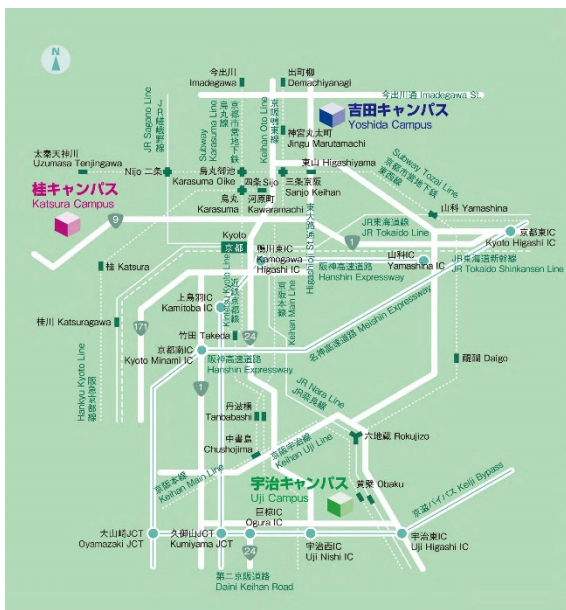 N
今出川
Imadegawa
出町柳
Demachiyanagi
今出川通 Imadegawa St.
JR Sagano Line
JR嵯峨野線
Subway
Karasuma Line
京都市営地下鉄
烏丸線
Keihan Oto Line
京阪鴨東線
吉田キャンパス
Yoshida Campus
神宮丸太町
Jingu Marutamachi
太秦天神川
Uzumasa Tenjingawa
Nijo 二条
烏丸御池
Karasuma Oike
東山 Higashiyama
三条京阪
Sanjo Keihan
Subway Tozai Line
京都市営地下鉄
東西線
桂キャンパス
Katsura Campus
四条 Sijo
烏丸
Karasuma
河原町
Kawaramachi
山科 Yamashina
9
東大路通
Higashioji St.
JR東海道線
JR Tokaido Line
1
京都東IC
Kyoto Higashi IC
Kyoto
京都
鴨川東IC
Kamogawa
Higashi IC
山科IC
Yamashina IC
阪神高速道路
Hanshin Expressway
JR東海道新幹線
JR Tokaido Shinkansen Line
桂 Katsura
上鳥羽IC
Kamitoba IC
Kintetsu Kyoto Line
近鉄京都線
京阪本線
Keihan Main Line
名神高速道路 Meishin Expressway
桂川 Katsuragawa
171
竹田 Takeda
24
京都南IC
Kyoto Minami IC
阪神高速道路
Hanshin Expressway
醍醐 Daigo
Hankyu Kyoto Line
阪急京都線
1
JR Nara Line
JR奈良線
丹波橋
Tanbabashi
六地蔵 Rokujizo
中書島
Chushojima
京阪宇治線
Keihan Uji Line
京阪本線
Keihan Main Line
宇治キャンパス
Uji Campus
黄檗 Obaku
京滋バイパス Keiji Bypass
巨椋IC
Ogura IC
大山崎JCT
Oyamazaki JCT
久御山JCT
Kumiyama JCT
24
宇治西IC
Uji Nishi IC
宇治東IC
Uji Higashi IC
第二京阪道路
Daini Keihan Road